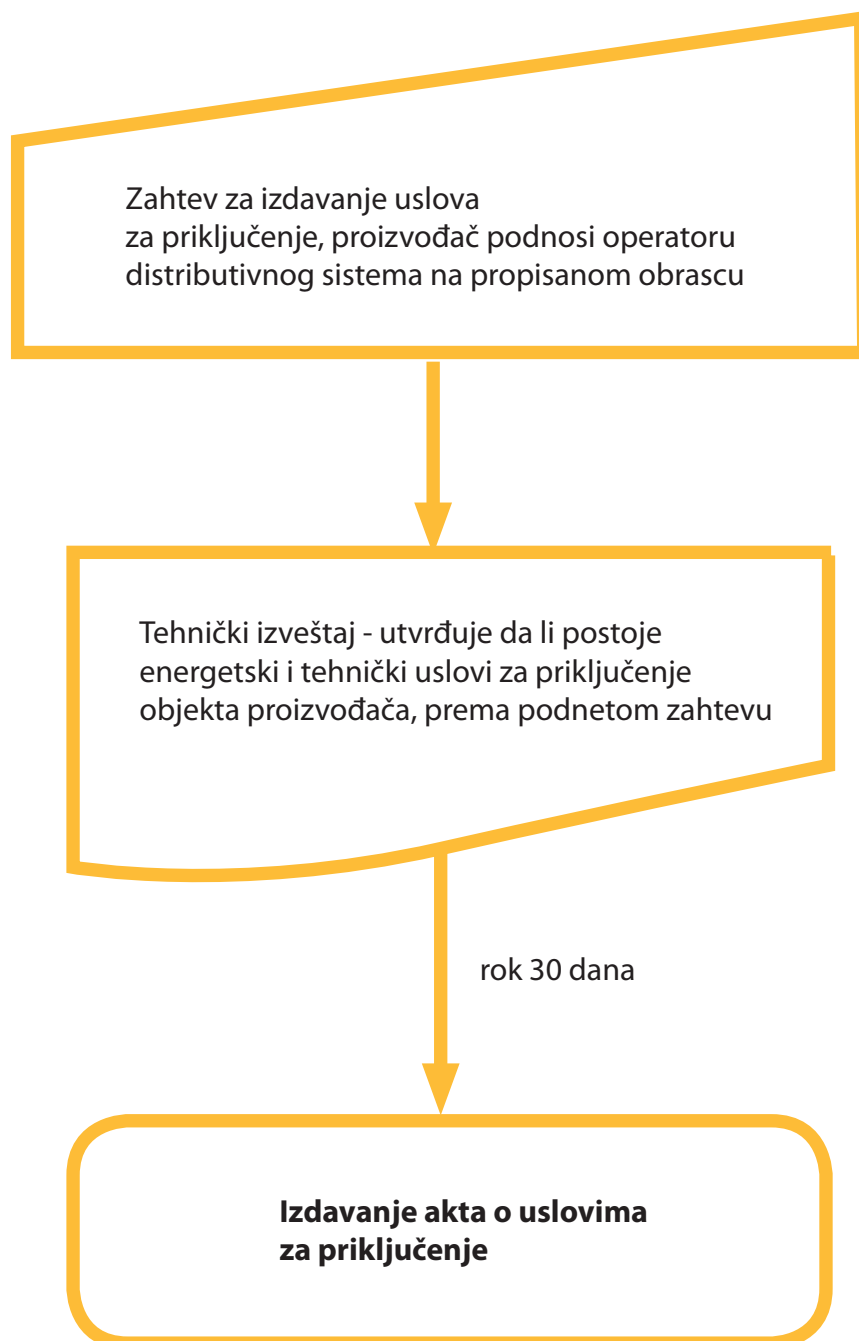 Zahtev za izdavanje uslova
za priključenje, proizvođač podnosi operatoru
distributivnog sistema na propisanom obrascu
Tehnički izveštaj - utvrđuje da li postoje
energetski i tehnički uslovi za priključenje
objekta proizvođača, prema podnetom zahtevu
rok 30 dana
Izdavanje akta o uslovima
za priključenje